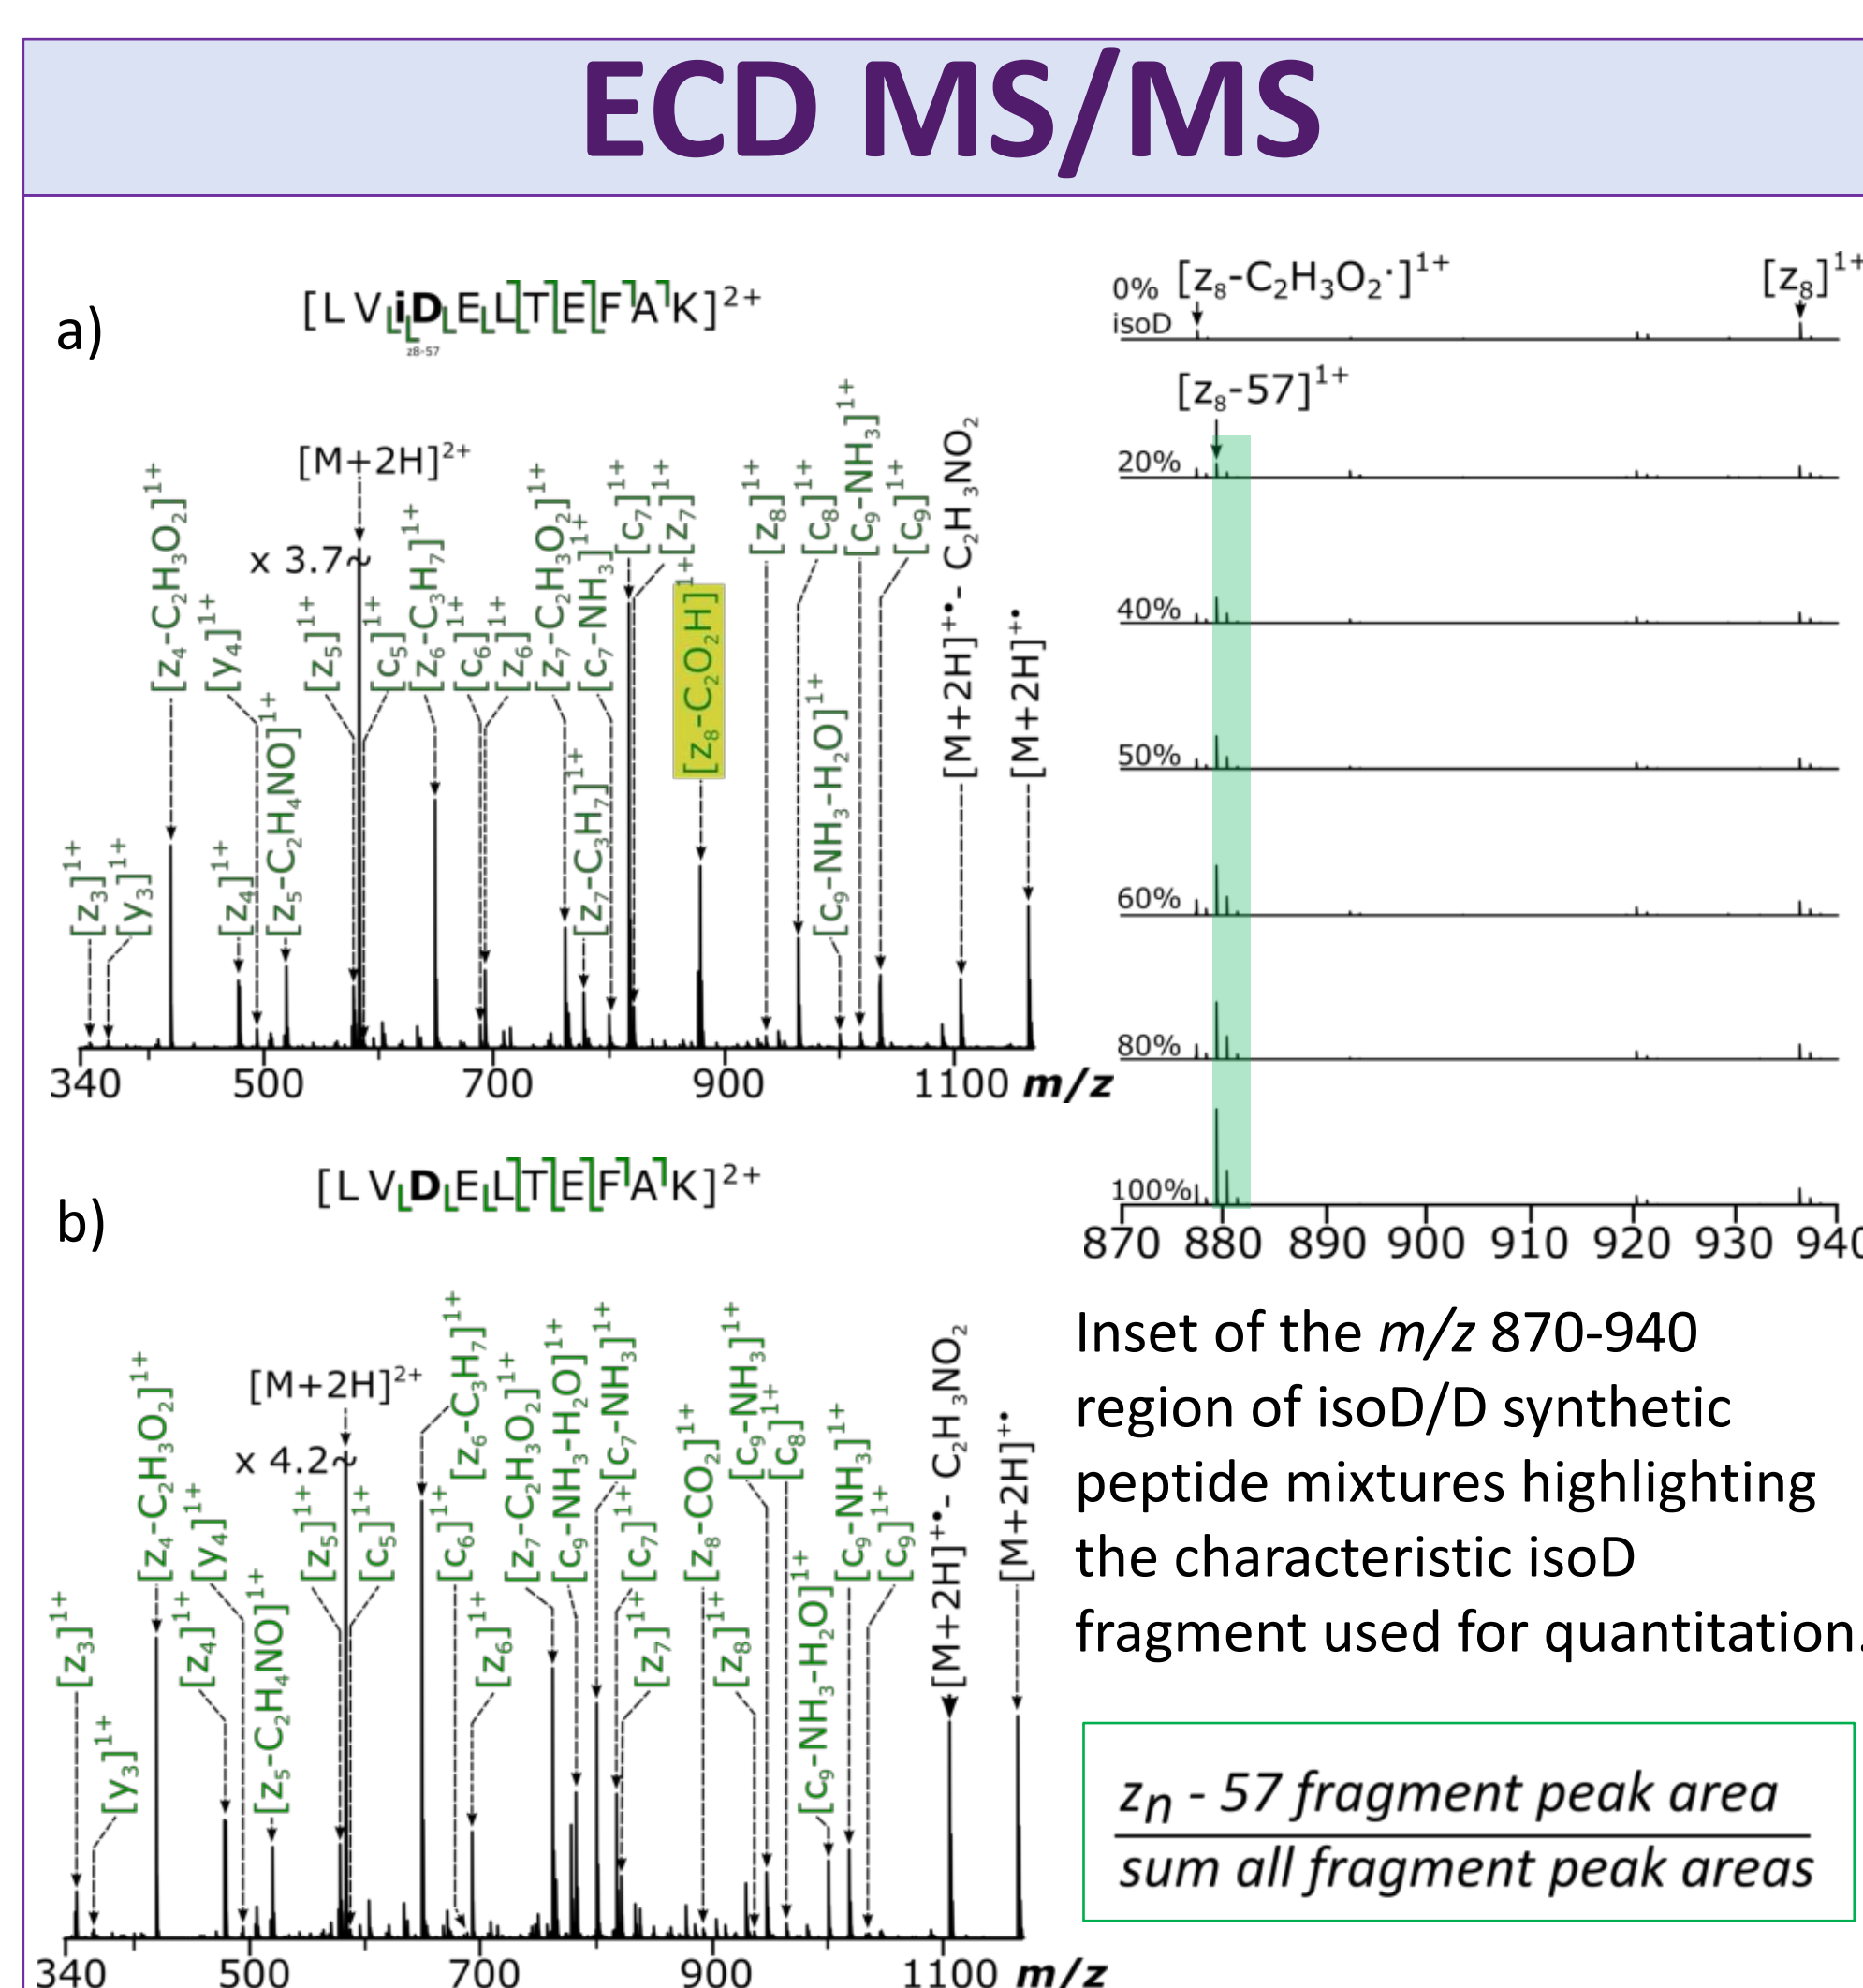 ECD MS/MS
a)
[L V iD E L T E F A K]²⁺
z8-57
[M+2H]²⁺
x 3.7
[z₃]¹⁺
[y₃]¹⁺
[z₄-C₂H₃O₂]¹⁺
[y₄]¹⁺
[z₄]¹⁺
[z₅-C₂H₄NO]¹⁺
[z₅]¹⁺
[c₅]¹⁺
[z₆-C₃H₇]¹⁺
[c₆]¹⁺
[z₆]¹⁺
[z₇-C₂H₃O₂]¹⁺
[z₇-C₃H₇]¹⁺
[c₇-NH₃]¹⁺
[c₇]¹⁺
[z₇]¹⁺
[z₈-C₂O₂H]¹⁺
[z₈]¹⁺
[c₈]¹⁺
[c₉-NH₃-H₂O]¹⁺
[c₉-NH₃]¹⁺
[c₉]¹⁺
[M+2H]⁺•- C₂H₃NO₂
[M+2H]⁺•
340 500 700 900 1100 m/z
0% isoD
[z₈-C₂H₃O₂·]¹⁺
[z₈]¹⁺
[z₈-57]¹⁺
20%
40%
50%
60%
80%
100%
870 880 890 900 910 920 930 940
b)
[L V D E L T E F A K]²⁺
[M+2H]²⁺
x 4.2
[z₃]¹⁺
[y₃]¹⁺
[z₄-C₂H₃O₂]¹⁺
[z₄]¹⁺
[y₄]¹⁺
[z₅-C₂H₄NO]¹⁺
[z₅]¹⁺
[c₅]¹⁺
[z₆-C₃H₇]¹⁺
[c₆]¹⁺
[z₆]¹⁺
[z₇-C₂H₃O₂]¹⁺
[c₉-NH₃-H₂O]¹⁺
[c₇-NH₃]¹⁺
[c₇]¹⁺
[z₇]¹⁺
[z₈-CO₂]¹⁺
[z₈]¹⁺
[c₉-NH₃]¹⁺
[c₈]¹⁺
[c₉-NH₃-H₂O]¹⁺
[c₉-NH₃]¹⁺
[c₉]¹⁺
[M+2H]⁺•- C₂H₃NO₂
[M+2H]⁺•
340 500 700 900 1100 m/z
Inset of the m/z 870-940
region of isoD/D synthetic
peptide mixtures highlighting
the characteristic isoD
fragment used for quantitation.
zₙ - 57 fragment peak area
sum all fragment peak areas